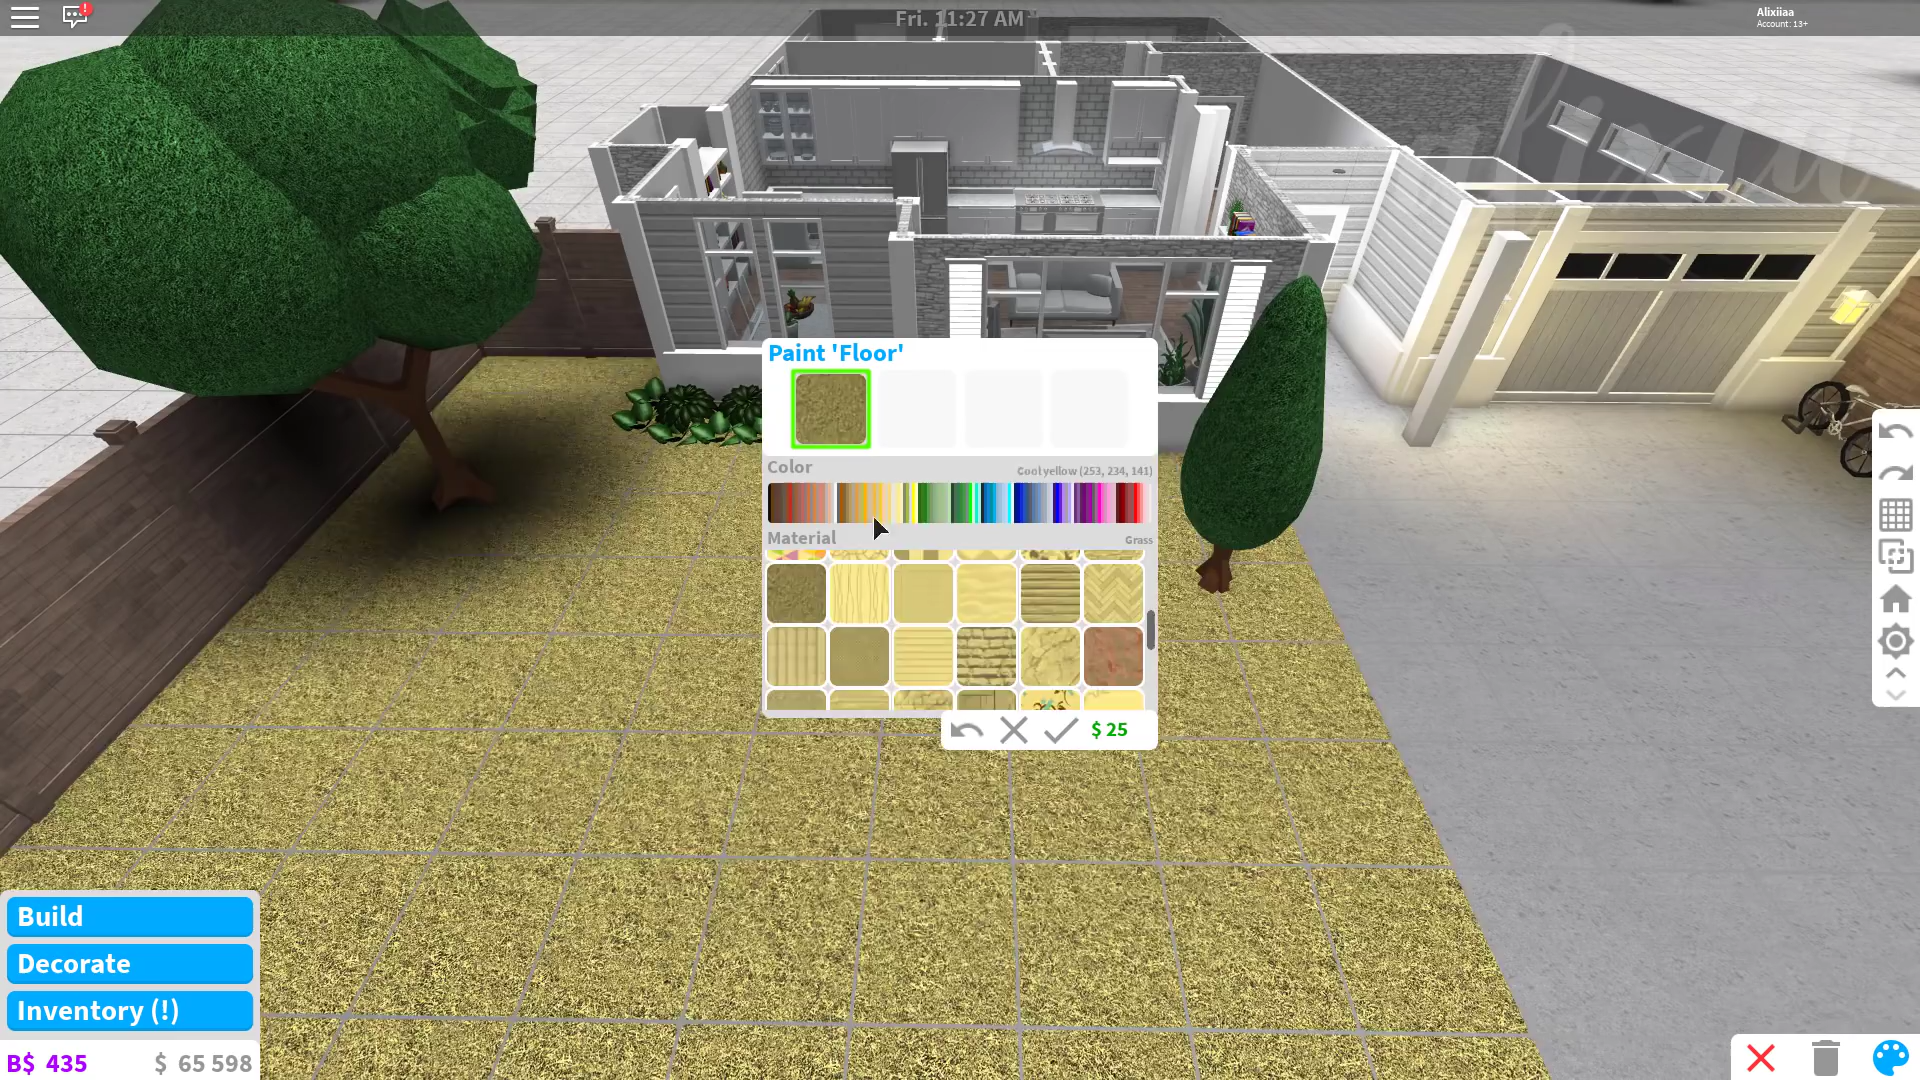 Fri. 11:27 AM
Alixiiaa
Account: 13+
Paint 'Floor'
Color
Cool yellow (253, 234, 141)
Material
Grass
$ 25
Build
Decorate
Inventory (!)
B$ 435
$ 65 598